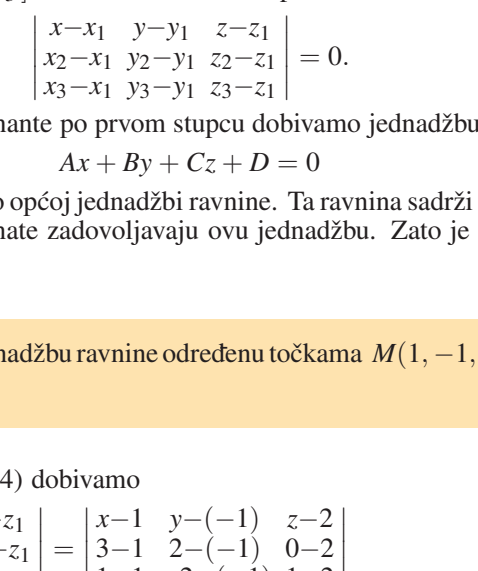 | x−x₁ y−y₁ z−z₁ |
| x₂−x₁ y₂−y₁ z₂−z₁ | = 0.
| x₃−x₁ y₃−y₁ z₃−z₁ |
nante po prvom stupcu dobivamo jednadžbu
Ax + By + Cz + D = 0
o općoj jednadžbi ravnine. Ta ravnina sadrži
nate zadovoljavaju ovu jednadžbu. Zato je
nadžbu ravnine određenu točkama M(1, −1,
4) dobivamo
z₁ | | x−1 y−(−1) z−2 |
−z₁ | = | 3−1 2−(−1) 0−2 |